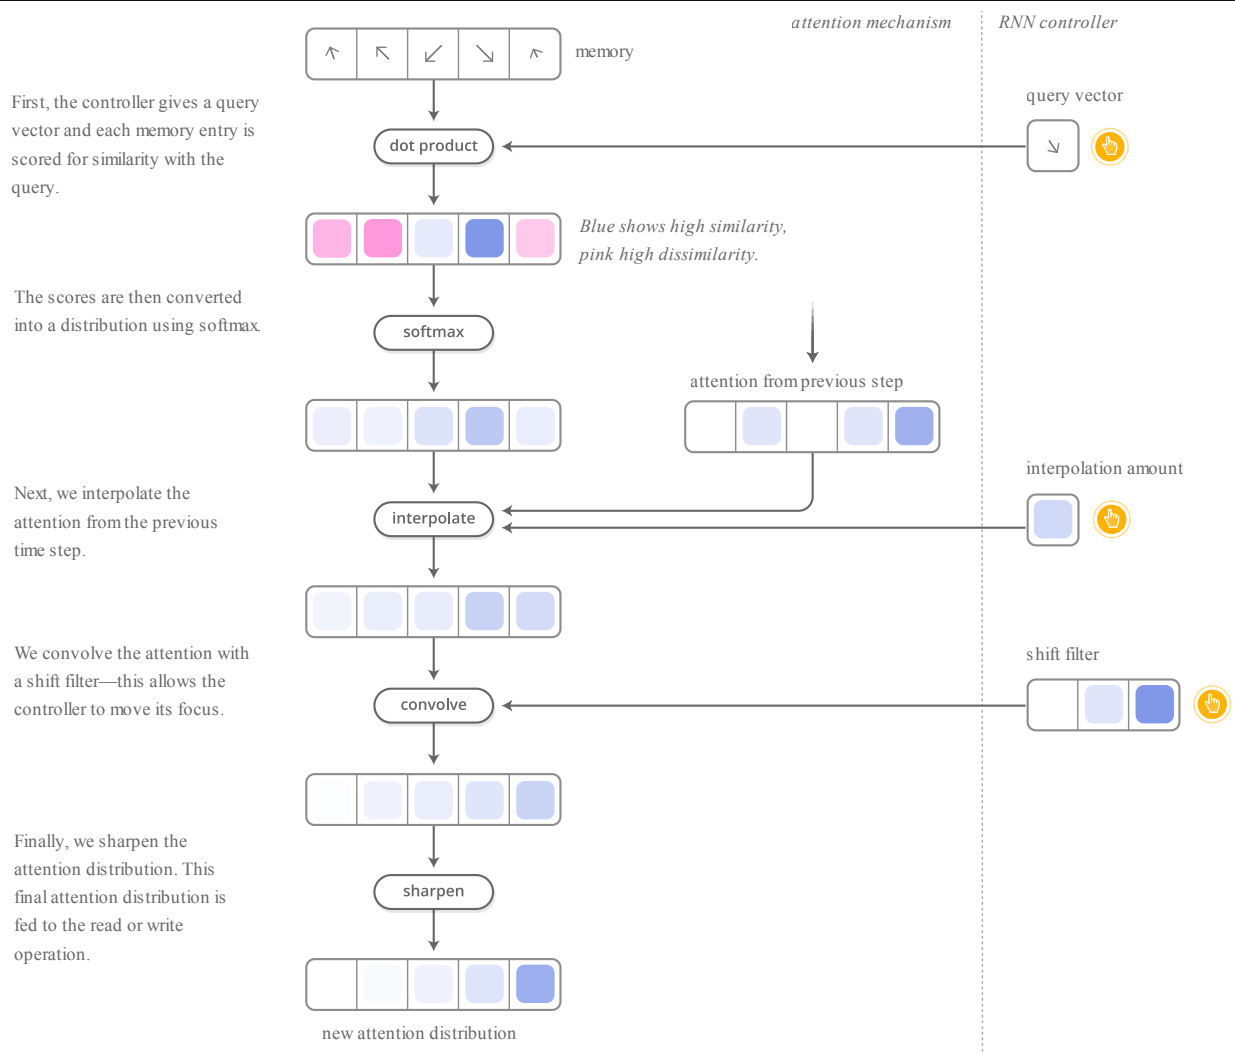 attention mechanism
RNN controller
memory
First, the controller gives a query
vector and each memory entry is
scored for similarity with the
query.
query vector
dot product
Blue shows high similarity,
pink high dissimilarity.
The scores are then converted
into a distribution using softmax.
softmax
attention from previous step
interpolation amount
Next, we interpolate the
attention from the previous
time step.
interpolate
We convolve the attention with
a shift filter—this allows the
controller to move its focus.
shift filter
convolve
Finally, we sharpen the
attention distribution. This
final attention distribution is
fed to the read or write
operation.
sharpen
new attention distribution